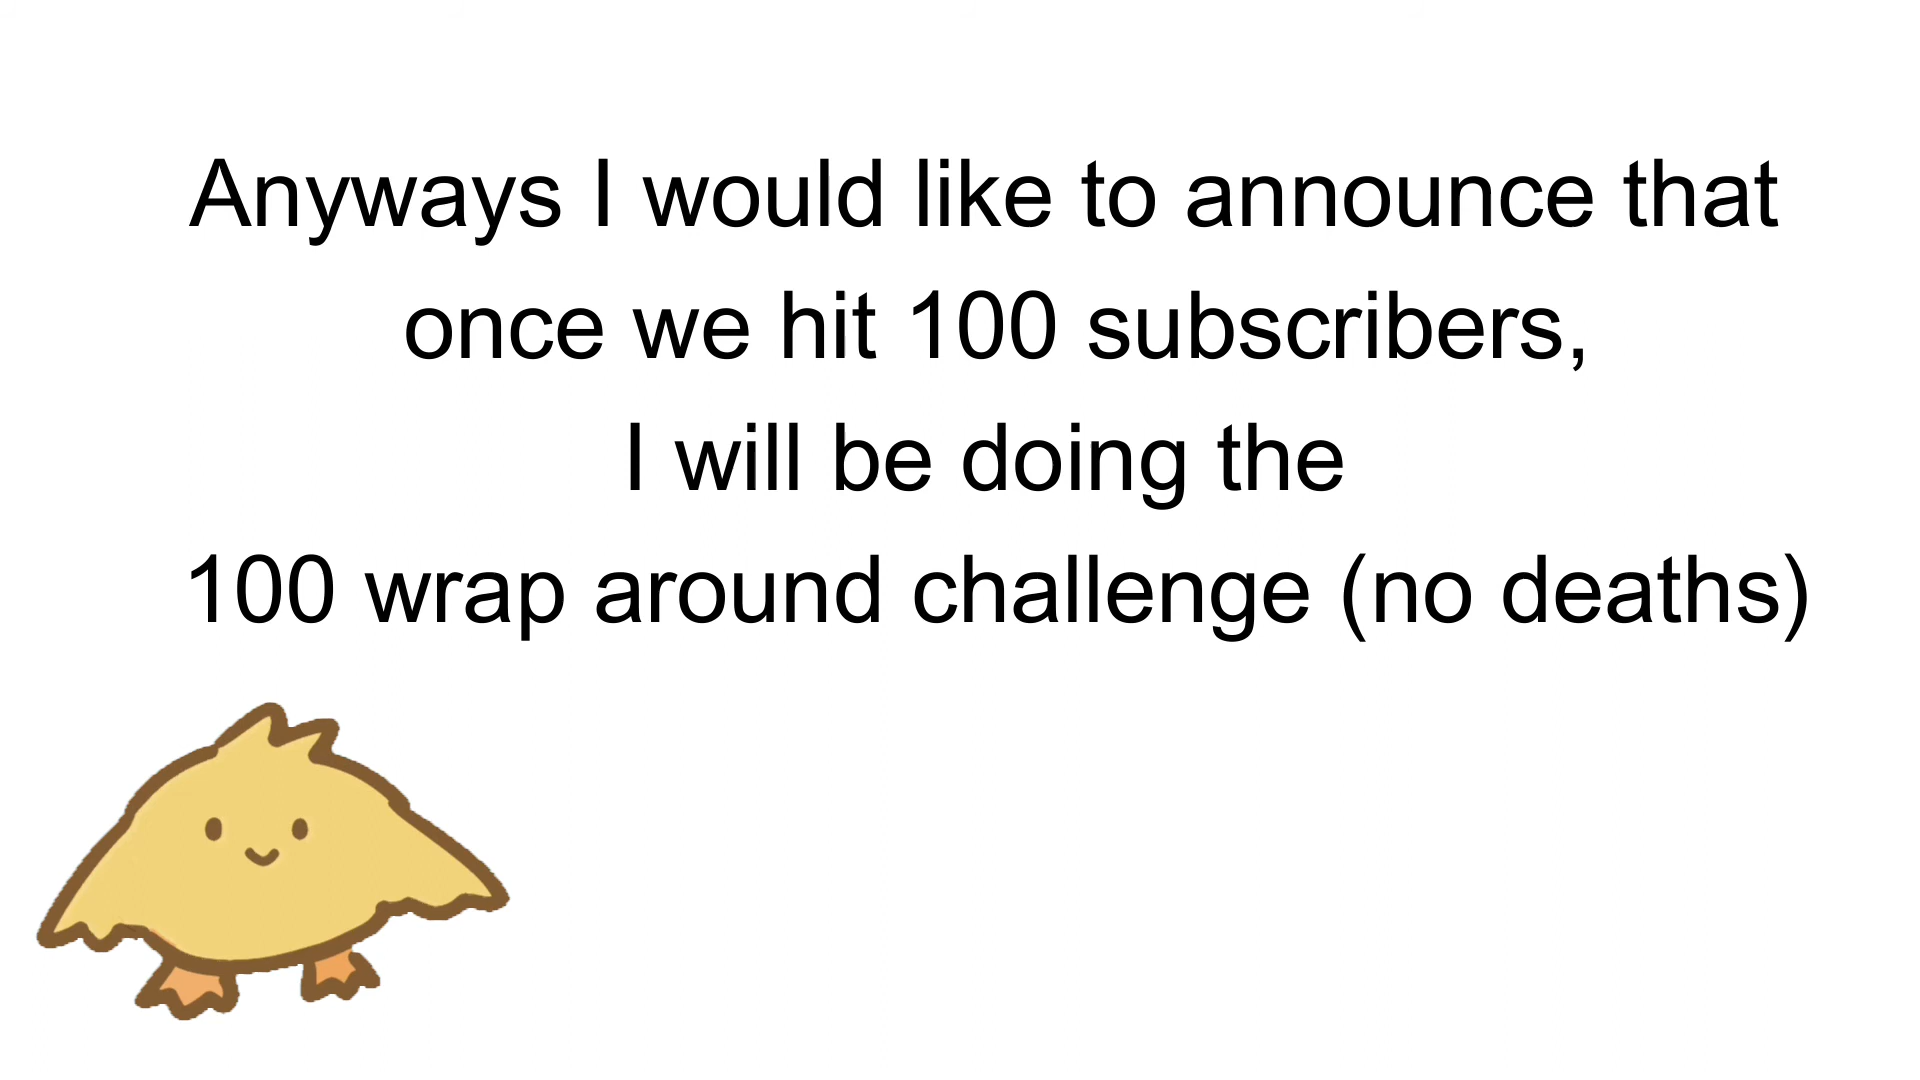 Anyways I would like to announce that
once we hit 100 subscribers,
I will be doing the
100 wrap around challenge (no deaths)